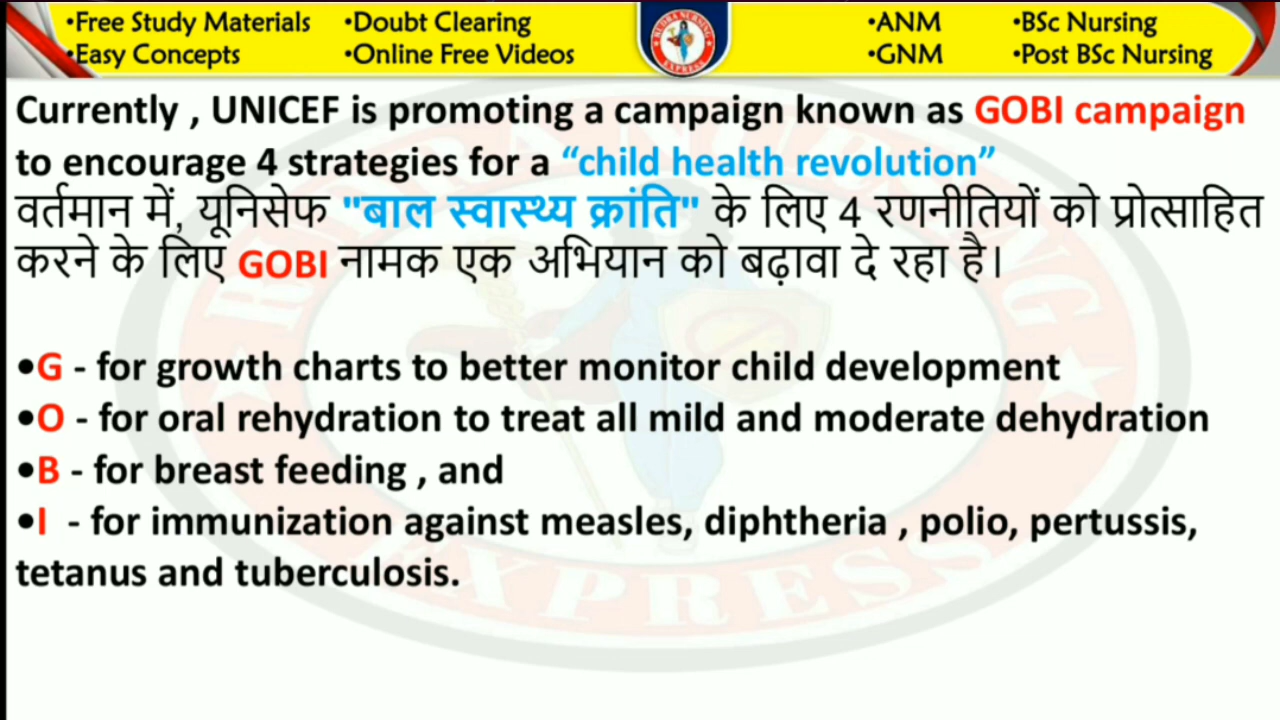 •Free Study Materials •Doubt Clearing •ANM •BSc Nursing
•Easy Concepts •Online Free Videos •GNM •Post BSc Nursing
RUDRA NURSING EXPRESS
Currently , UNICEF is promoting a campaign known as GOBI campaign
to encourage 4 strategies for a “child health revolution”
वर्तमान में, यूनिसेफ "बाल स्वास्थ्य क्रांति" के लिए 4 रणनीतियों को प्रोत्साहित
करने के लिए GOBI नामक एक अभियान को बढ़ावा दे रहा है।
•G - for growth charts to better monitor child development
•O - for oral rehydration to treat all mild and moderate dehydration
•B - for breast feeding , and
•I - for immunization against measles, diphtheria , polio, pertussis,
tetanus and tuberculosis.